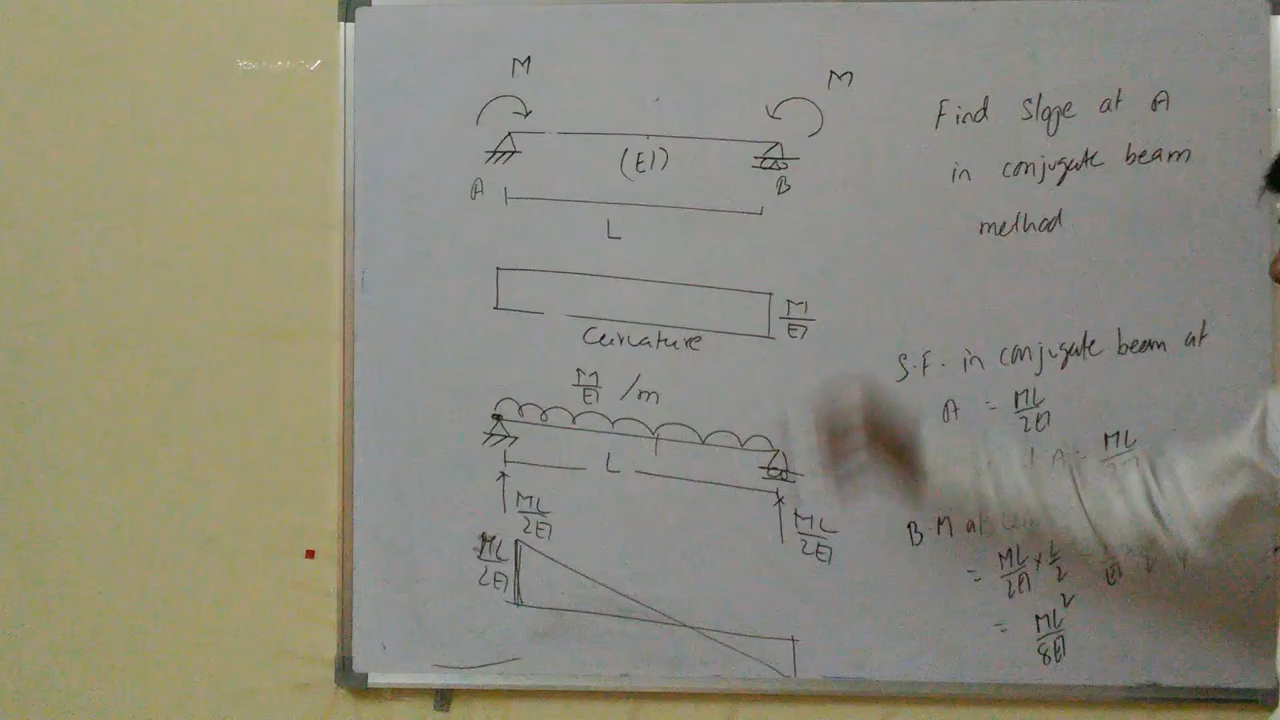 M
M
(EI)
A
B
L
Find Slope at A
in conjugate beam
method
M/EI
Curvature
M/EI /m
L
ML/2EI
ML/2EI
ML/2EI
S.F. in conjugate beam at
A = ML/2EI
A = ML
B.M at
= ML/2EI × L/2
= ML²/8EI